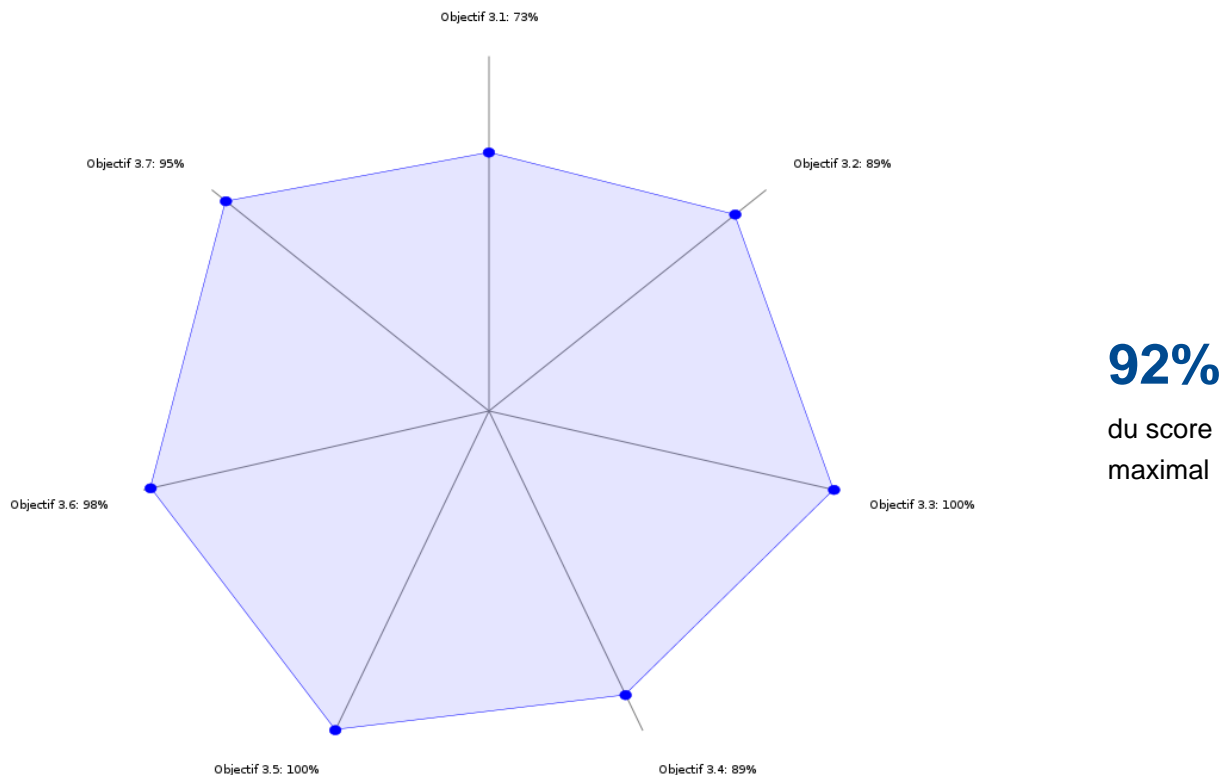 Objectif 3.1: 73%
Objectif 3.7: 95%
Objectif 3.2: 89%
92%
du score
maximal
Objectif 3.6: 98%
Objectif 3.3: 100%
Objectif 3.5: 100%
Objectif 3.4: 89%